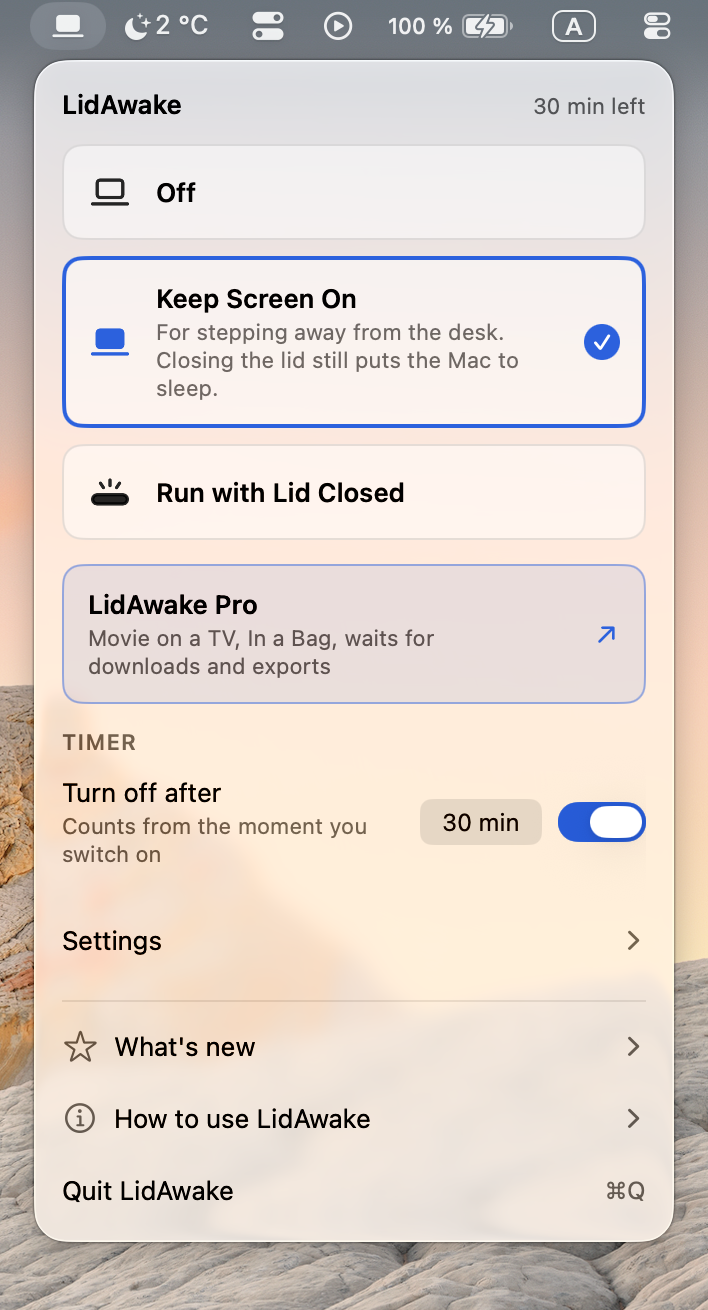 2 °C
100 %
A
LidAwake
30 min left
Off
Keep Screen On
For stepping away from the desk.
Closing the lid still puts the Mac to
sleep.
Run with Lid Closed
LidAwake Pro
Movie on a TV, In a Bag, waits for
downloads and exports
TIMER
Turn off after
Counts from the moment you
switch on
30 min
Settings
What's new
How to use LidAwake
Quit LidAwake
⌘Q